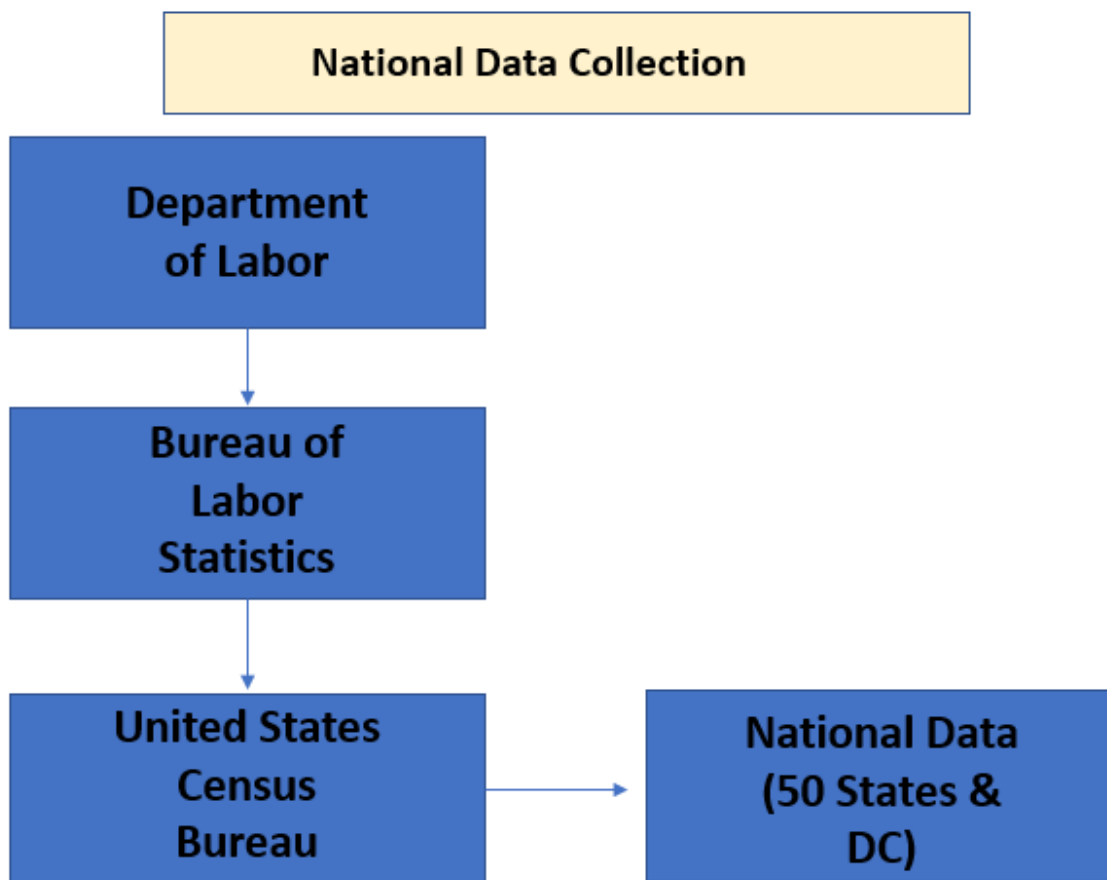 National Data Collection
Department
of Labor
Bureau of
Labor
Statistics
United States
Census
Bureau
National Data
(50 States &
DC)